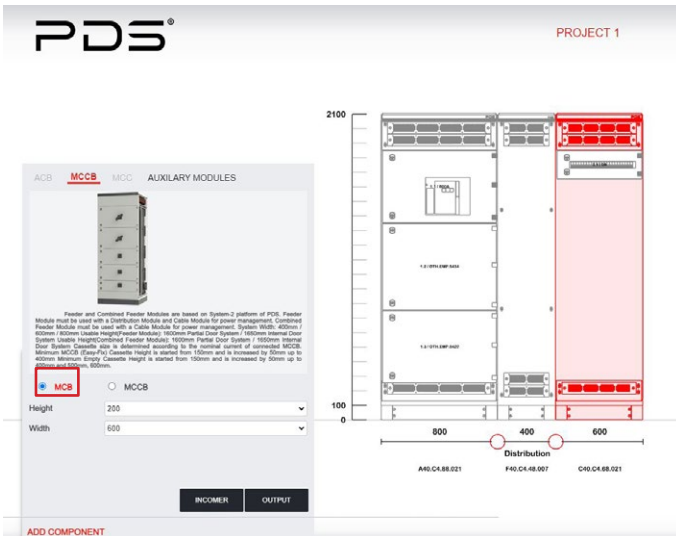 PDS®
PROJECT 1
ACB MCCB MCC AUXILARY MODULES
Feeder and Combined Feeder Modules are based on System-2 platform of PDS. Feeder
Module must be used with a Distribution Module and Cable Module for power management. Combined
Feeder Module must be used with a Cable Module for power management. System Width: 400mm /
600mm / 800mm Usable Height(Feeder Module): 1600mm Partial Door System / 1650mm Internal Door
System Usable Height(Combined Feeder Module): 1600mm Partial Door System / 1650mm Internal
Door System Cassette size is determined according to the nominal current of connected MCCB.
Minimum MCCB (Easy-Fix) Cassette Height is started from 150mm and is increased by 50mm up to
400mm Minimum Empty Cassette Height is started from 150mm and is increased by 50mm up to
400mm and 500mm, 600mm.
MCB MCCB
Height 200
Width 600
INCOMER OUTPUT
ADD COMPONENT
2100
100
0
800 400 600
Distribution
A40.C4.88.021 F40.C4.48.007 C40.C4.68.021